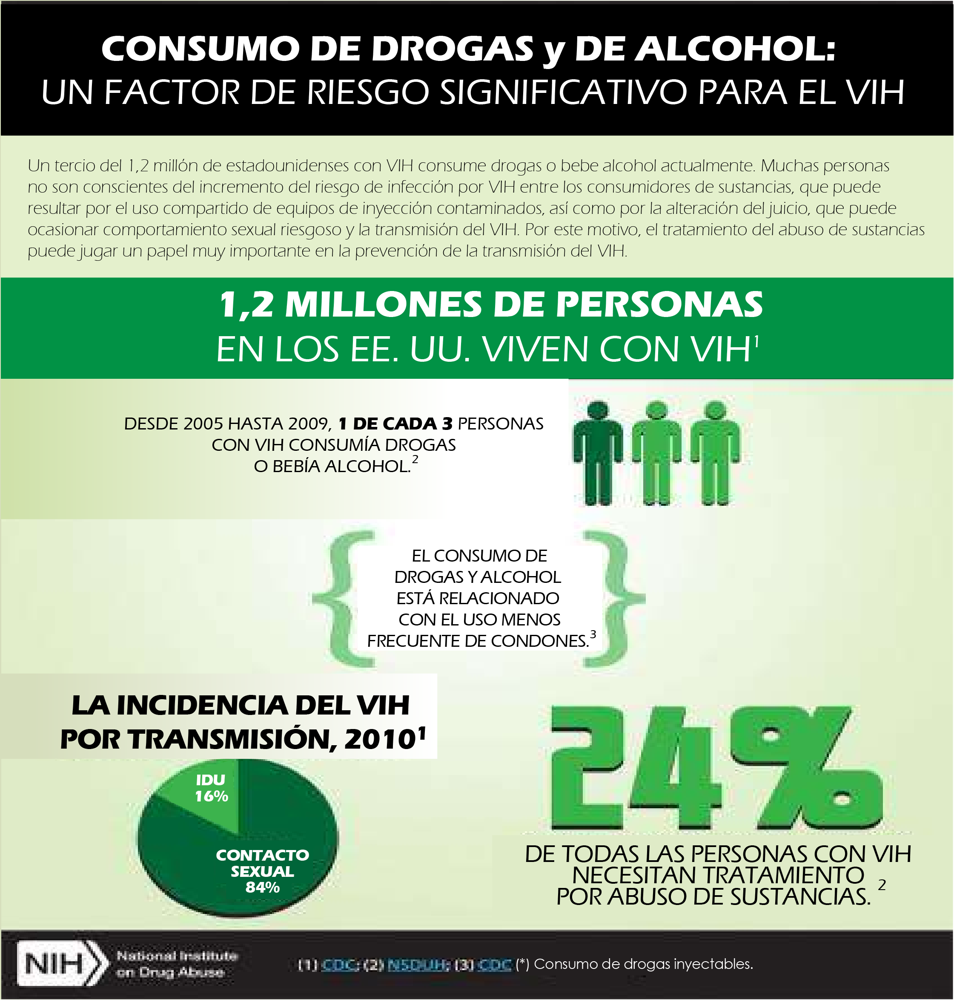 CONSUMO DE DROGAS y DE ALCOHOL:
UN FACTOR DE RIESGO SIGNIFICATIVO PARA EL VIH
Un tercio del 1,2 millón de estadounidenses con VIH consume drogas o bebe alcohol actualmente. Muchas personas
no son conscientes del incremento del riesgo de infección por VIH entre los consumidores de sustancias, que puede
resultar por el uso compartido de equipos de inyección contaminados, así como por la alteración del juicio, que puede
ocasionar comportamiento sexual riesgoso y la transmisión del VIH. Por este motivo, el tratamiento del abuso de sustancias
puede jugar un papel muy importante en la prevención de la transmisión del VIH.
1,2 MILLONES DE PERSONAS
EN LOS EE. UU. VIVEN CON VIH¹
DESDE 2005 HASTA 2009, 1 DE CADA 3 PERSONAS
CON VIH CONSUMÍA DROGAS
O BEBÍA ALCOHOL.²
EL CONSUMO DE
DROGAS Y ALCOHOL
ESTÁ RELACIONADO
CON EL USO MENOS
FRECUENTE DE CONDONES.³
LA INCIDENCIA DEL VIH
POR TRANSMISIÓN, 2010¹
IDU
16%
CONTACTO
SEXUAL
84%
24%
DE TODAS LAS PERSONAS CON VIH
NECESITAN TRATAMIENTO
POR ABUSO DE SUSTANCIAS. ²
NIH
National Institute
on Drug Abuse
(1) CDC; (2) NSDUH; (3) CDC (*) Consumo de drogas inyectables.